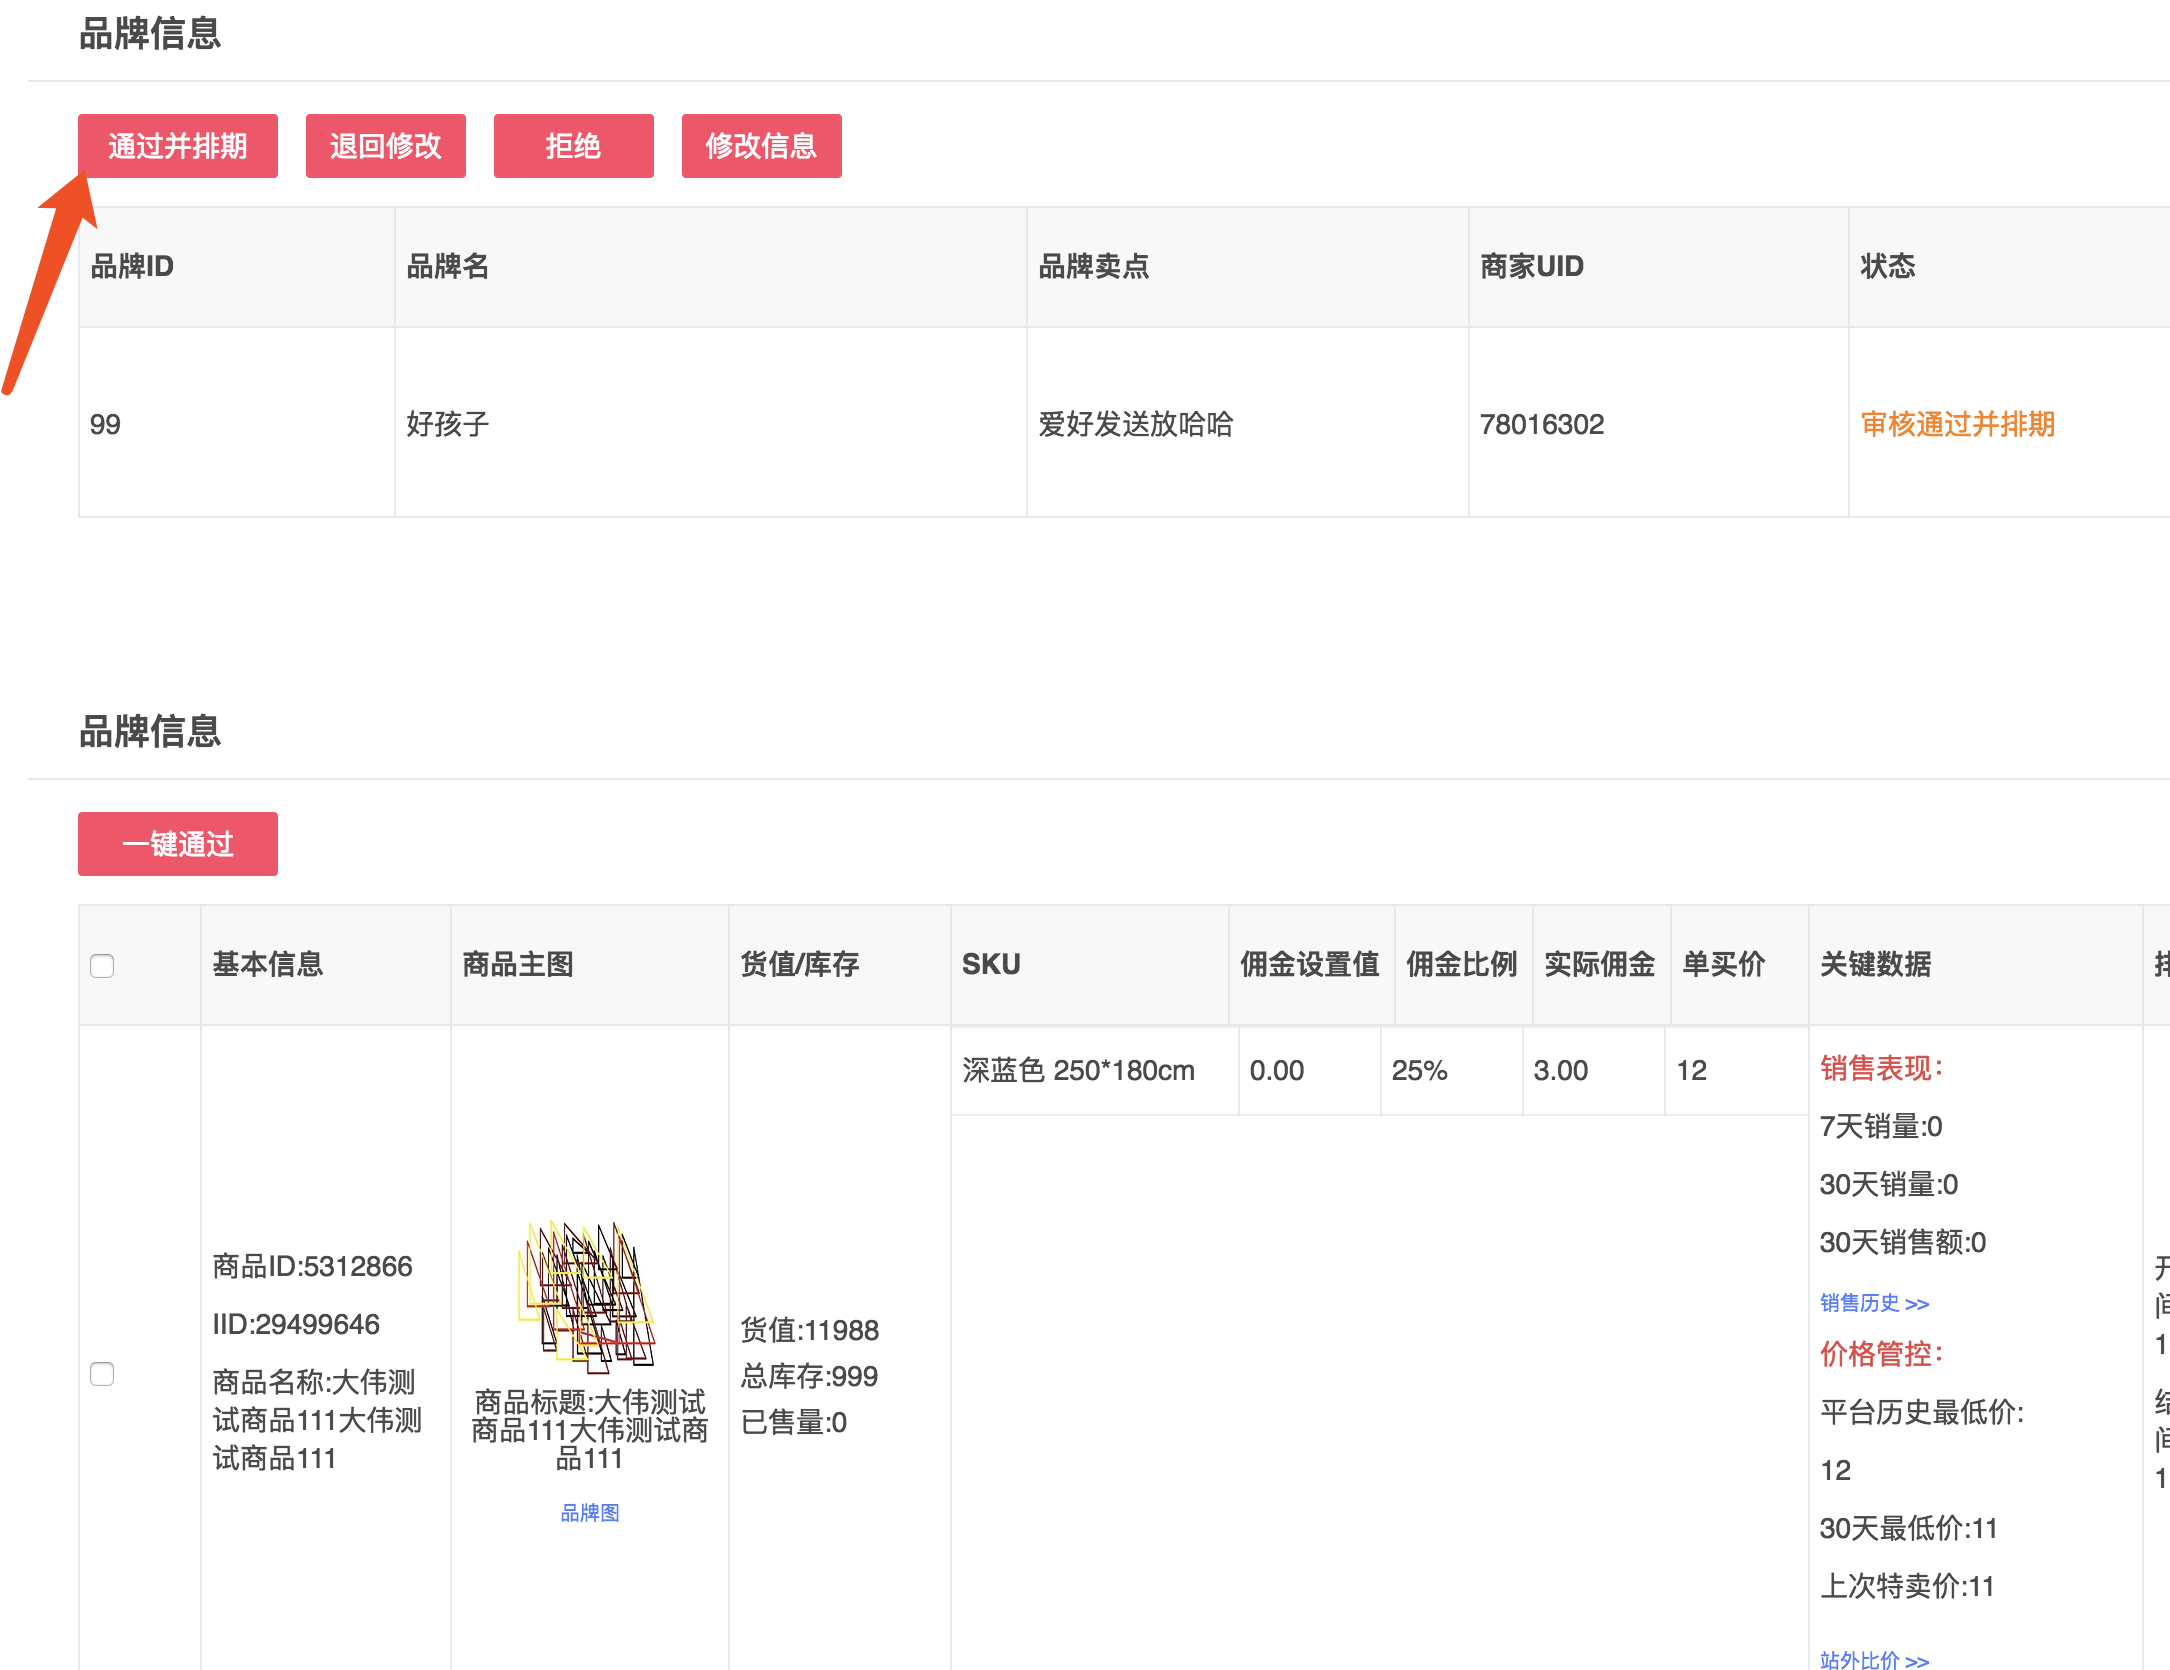 品牌信息
通过并排期 退回修改 拒绝 修改信息
品牌ID 品牌名 品牌卖点 商家UID 状态
99 好孩子 爱好发送放哈哈 78016302 审核通过并排期
品牌信息
一键通过
基本信息 商品主图 货值/库存 SKU 佣金设置值 佣金比例 实际佣金 单买价 关键数据
深蓝色 250*180cm 0.00 25% 3.00 12
商品ID:5312866
IID:29499646
商品名称:大伟测
试商品111大伟测
试商品111
商品标题:大伟测试
商品111大伟测试商
品111
品牌图
货值:11988
总库存:999
已售量:0
销售表现：
7天销量:0
30天销量:0
30天销售额:0
销售历史 >>
价格管控：
平台历史最低价:
12
30天最低价:11
上次特卖价:11
站外比价 >>